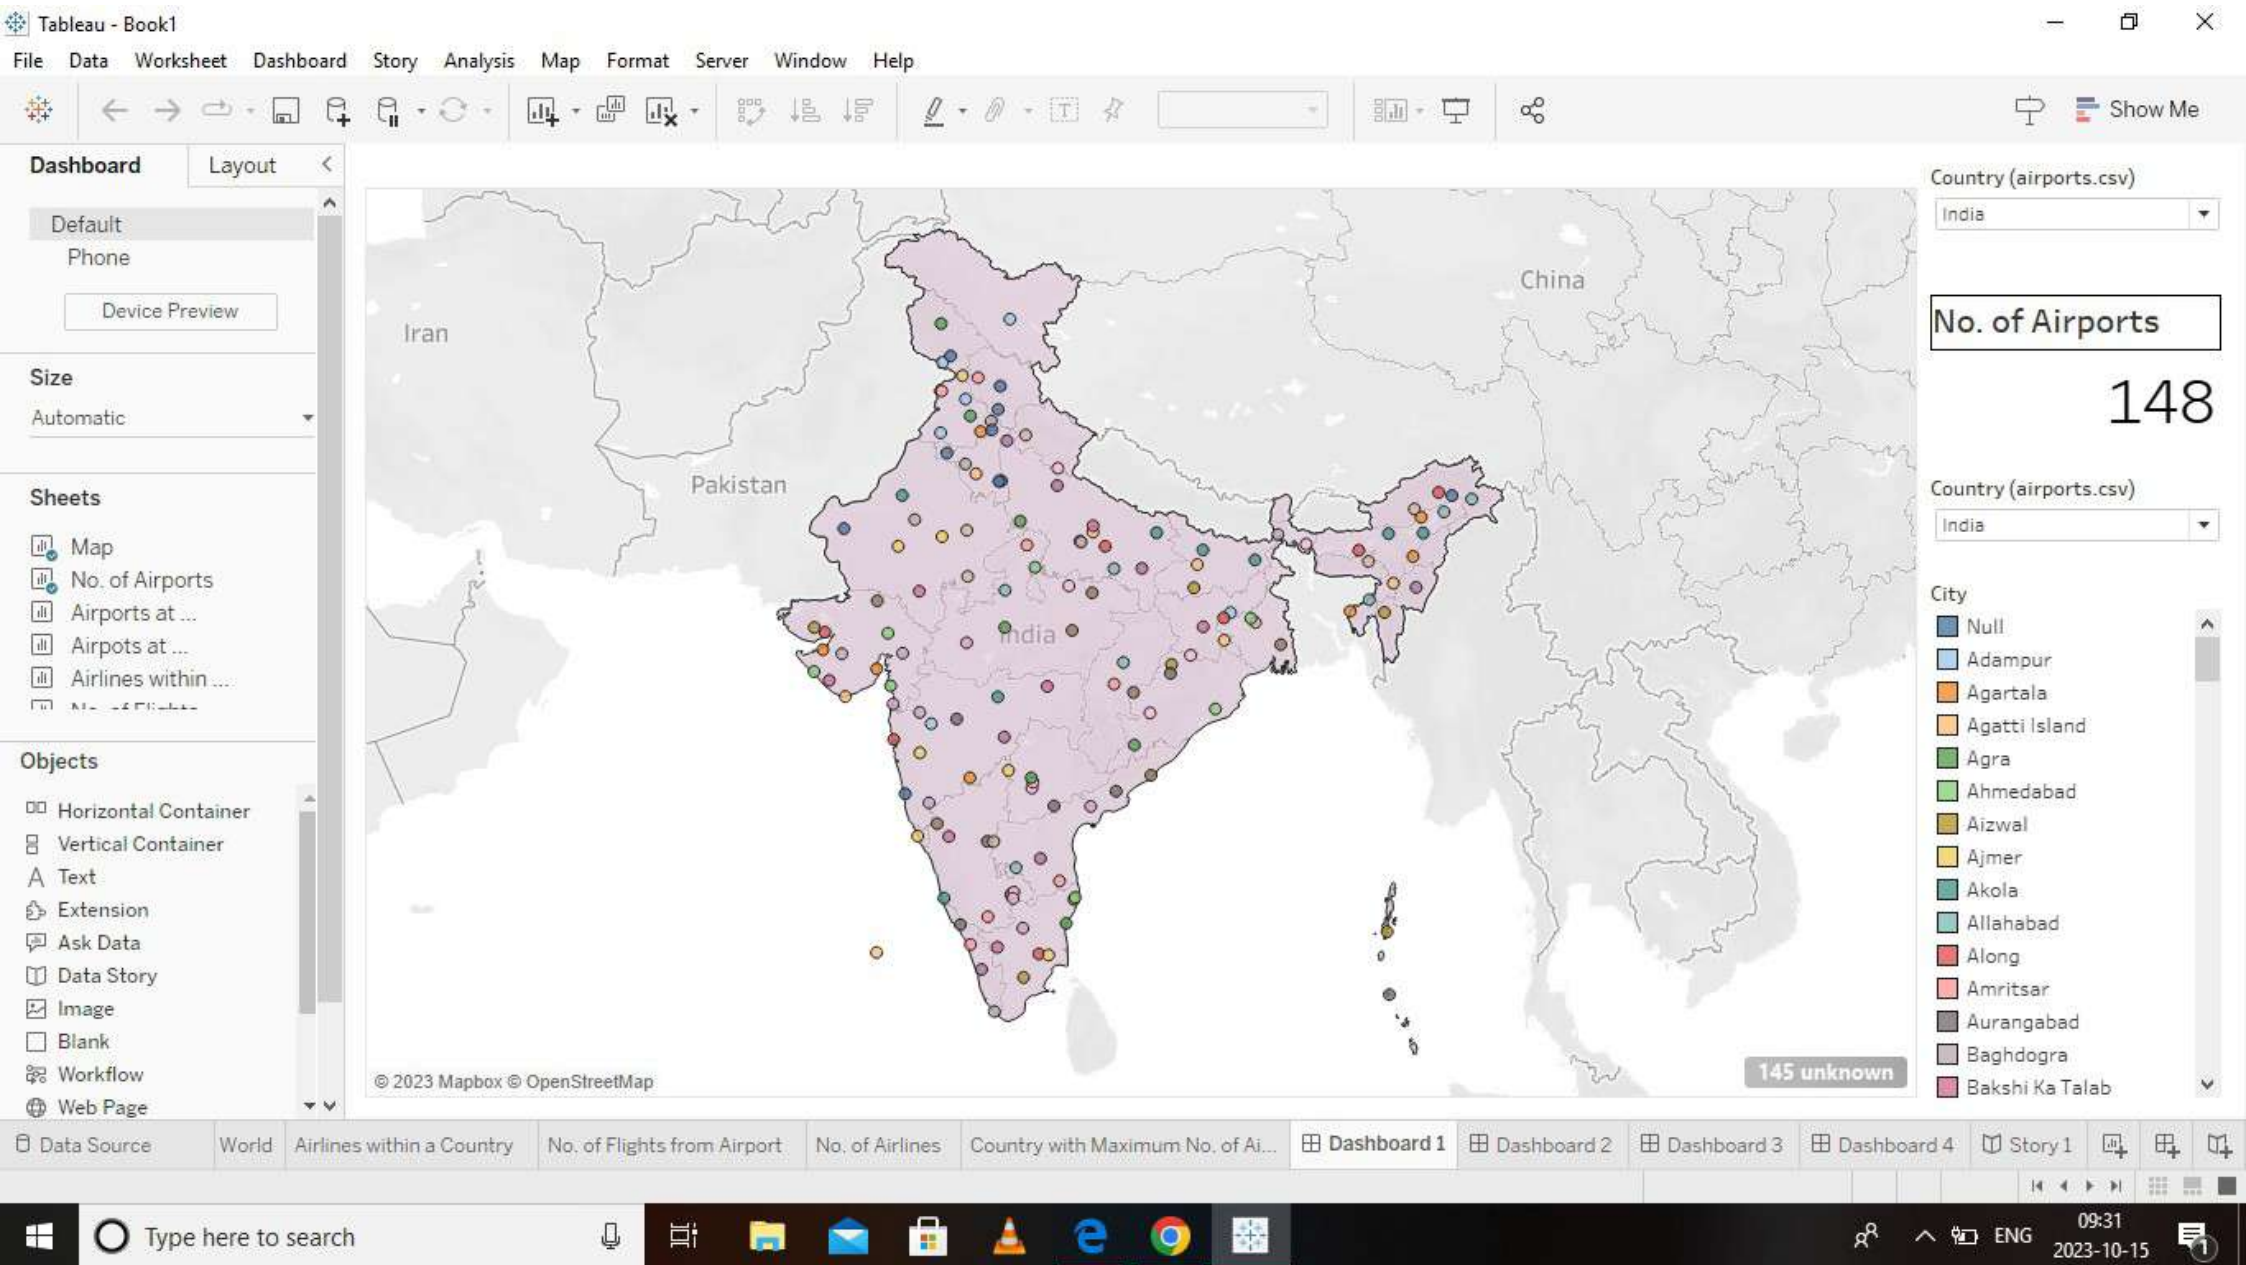 Tableau - Book1
File Data Worksheet Dashboard Story Analysis Map Format Server Window Help
Show Me
Dashboard Layout
Default
Phone
Device Preview
Size
Automatic
Sheets
Map
No. of Airports
Airports at ...
Airpots at ...
Airlines within ...
No. of Flights
Objects
Horizontal Container
Vertical Container
Text
Extension
Ask Data
Data Story
Image
Blank
Workflow
Web Page
Iran
Pakistan
China
India
© 2023 Mapbox © OpenStreetMap
145 unknown
Country (airports.csv)
India
No. of Airports
148
Country (airports.csv)
India
City
Null
Adampur
Agartala
Agatti Island
Agra
Ahmedabad
Aizwal
Ajmer
Akola
Allahabad
Along
Amritsar
Aurangabad
Baghdogra
Bakshi Ka Talab
Data Source World Airlines within a Country No. of Flights from Airport No. of Airlines Country with Maximum No. of Ai... Dashboard 1 Dashboard 2 Dashboard 3 Dashboard 4 Story 1
Type here to search
ENG
09:31
2023-10-15
1